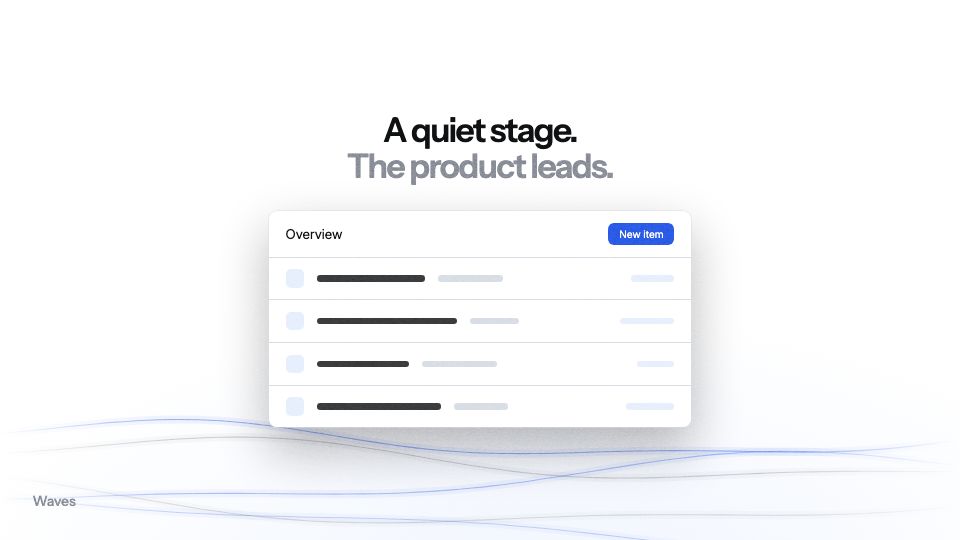 A quiet stage.
The product leads.
Overview
New item
Waves